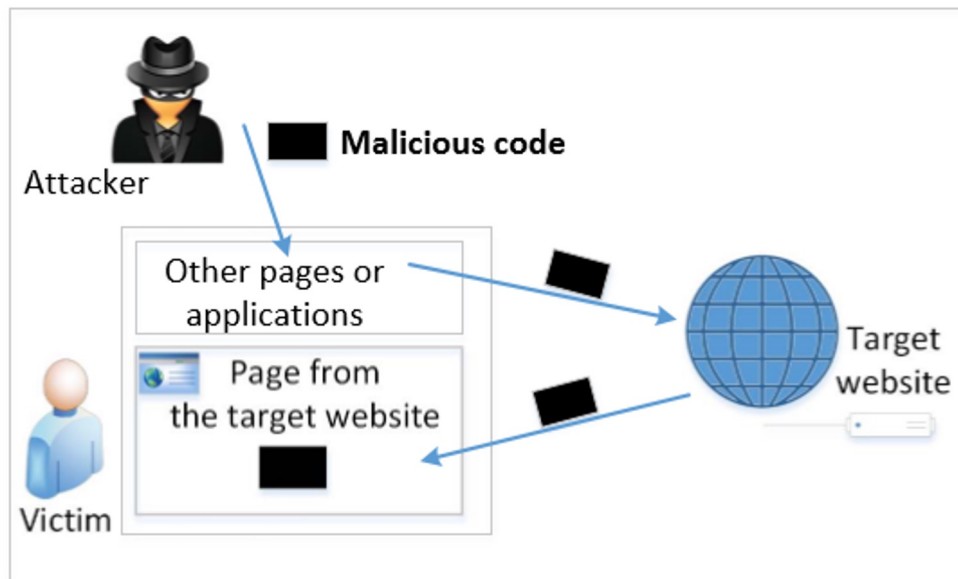 Malicious code
Attacker
Other pages or
applications
Page from
the target website
Target
website
Victim